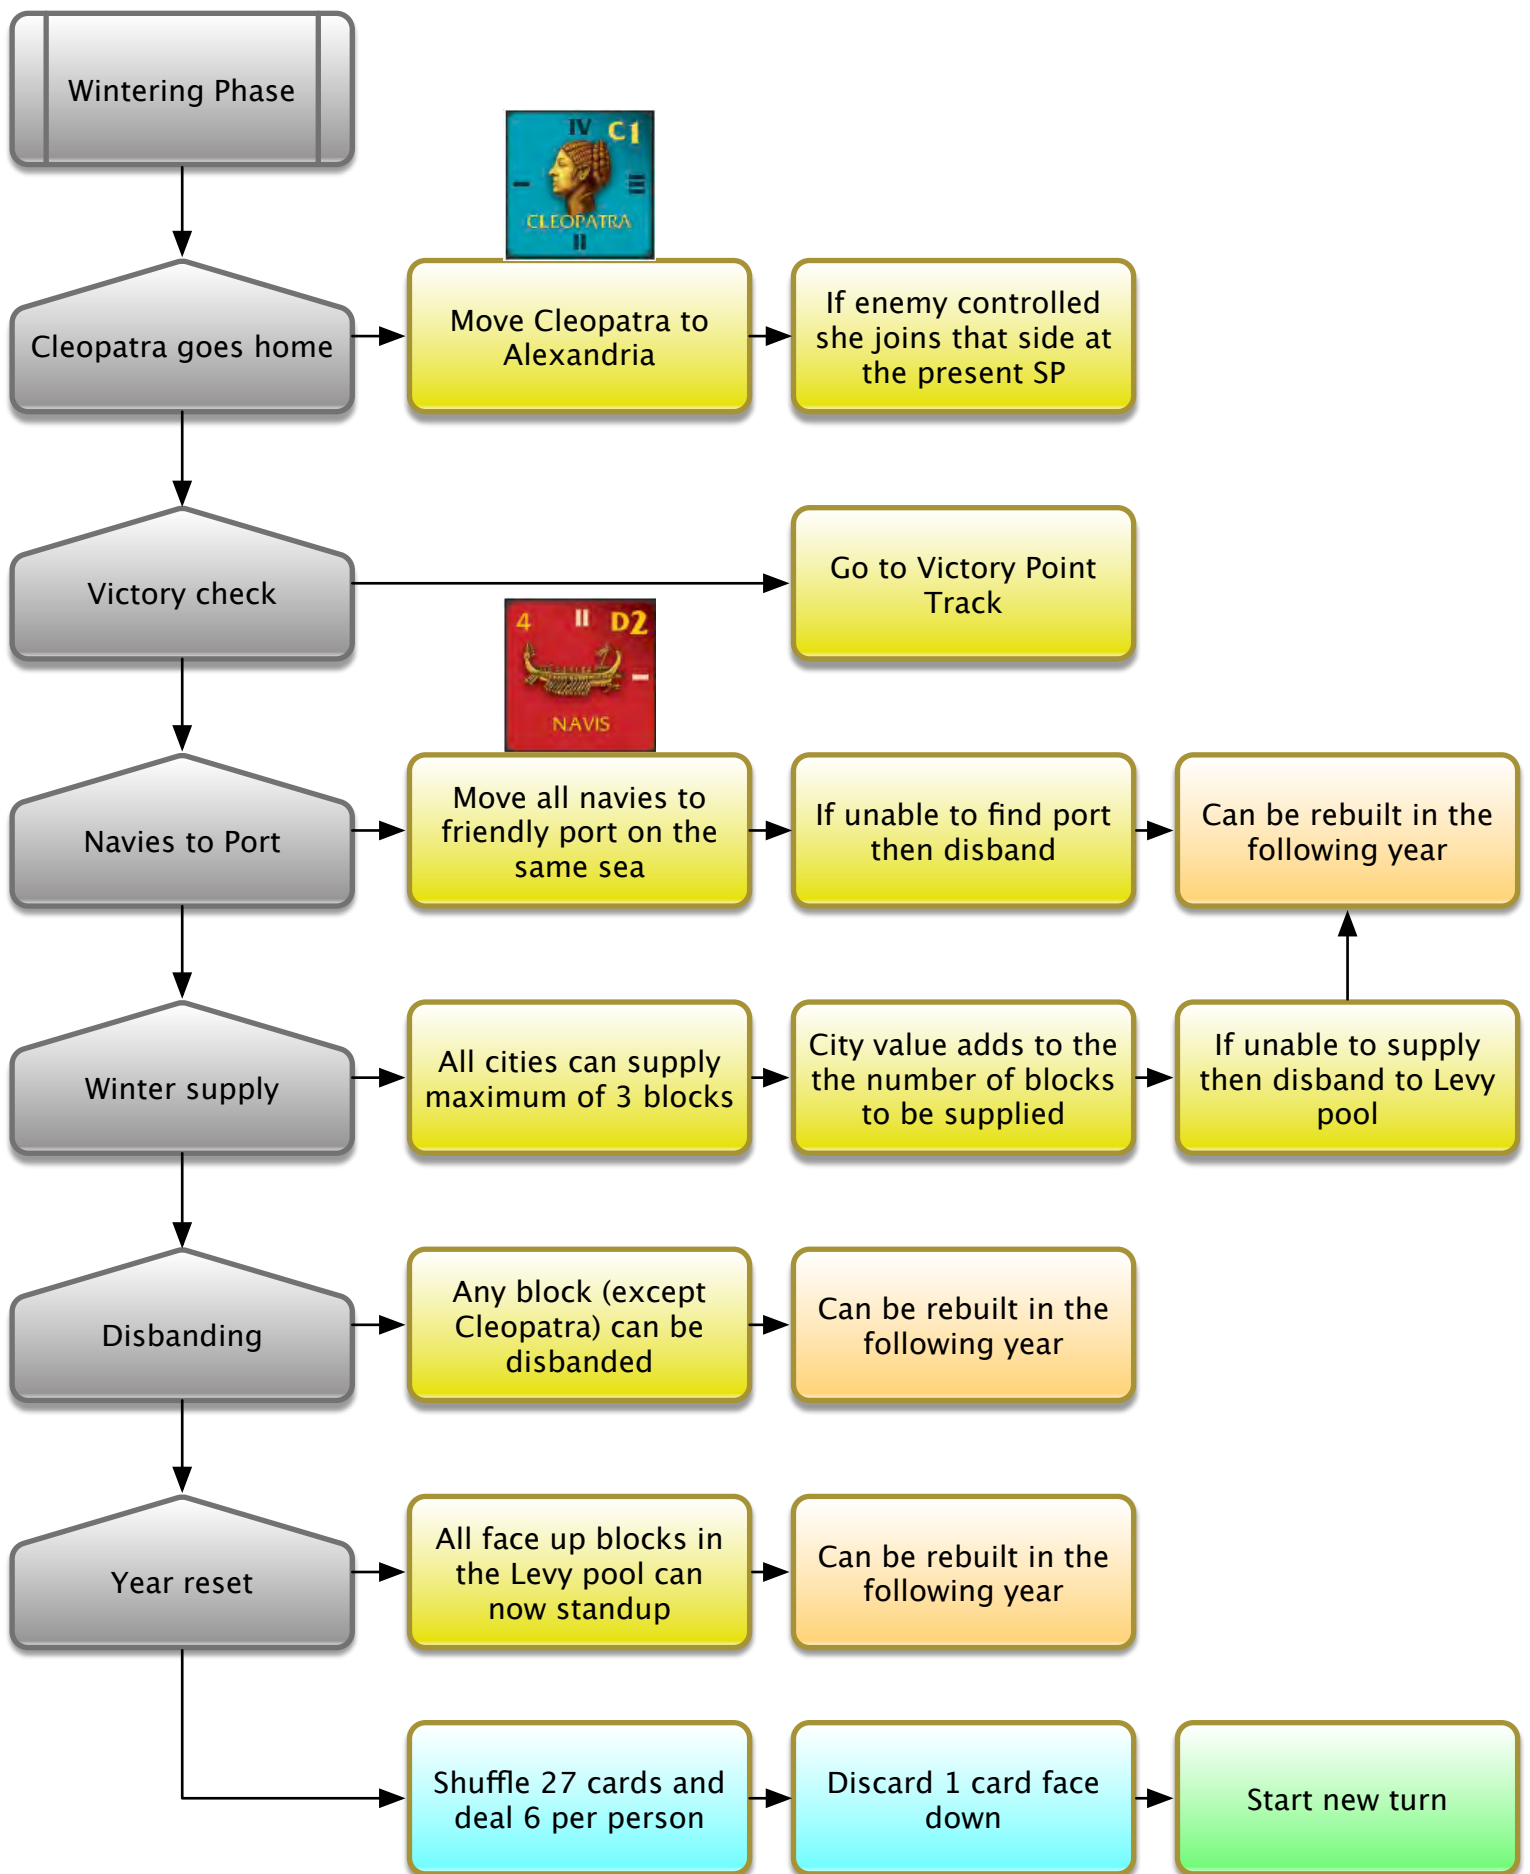 Wintering Phase
IV C1
CLEOPATRA
II
Cleopatra goes home
Move Cleopatra to
Alexandria
If enemy controlled
she joins that side at
the present SP
Victory check
Go to Victory Point
Track
4 II D2
NAVIS
Navies to Port
Move all navies to
friendly port on the
same sea
If unable to find port
then disband
Can be rebuilt in the
following year
Winter supply
All cities can supply
maximum of 3 blocks
City value adds to the
the number of blocks
to be supplied
If unable to supply
then disband to Levy
pool
Disbanding
Any block (except
Cleopatra) can be
disbanded
Can be rebuilt in the
following year
Year reset
All face up blocks in
the Levy pool can
now standup
Can be rebuilt in the
following year
Shuffle 27 cards and
deal 6 per person
Discard 1 card face
down
Start new turn